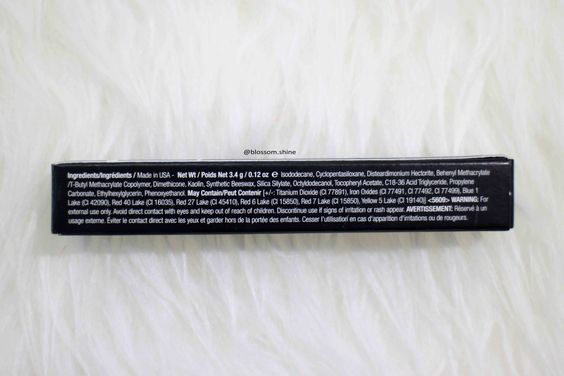 @blossom.shine
Ingredients/Ingrédients / Made in USA - Net Wt / Poids Net 3.4 g / 0.12 oz ℮ Isododecane, Cyclopentasiloxane, Disteardimonium Hectorite, Behenyl Methacrylate
/T-Butyl Methacrylate Copolymer, Dimethicone, Kaolin, Synthetic Beeswax, Silica Silylate, Octyldodecanol, Tocopheryl Acetate, C18-36 Acid Triglyceride, Propylene
Carbonate, Ethylhexylglycerin, Phenoxyethanol. May Contain/Peut Contenir [+/-: Titanium Dioxide (CI 77891), Iron Oxides (CI 77491, CI 77492, CI 77499), Blue 1
Lake (CI 42090), Red 40 Lake (CI 16035), Red 27 Lake (CI 45410), Red 6 Lake (CI 15850), Red 7 Lake (CI 15850), Yellow 5 Lake (CI 19140)] <5609> WARNING: For
external use only. Avoid direct contact with eyes and keep out of reach of children. Discontinue use if signs of irritation or rash appear. AVERTISSEMENT: Réservé à un
usage externe. Éviter le contact direct avec les yeux et garder hors de la portée des enfants. Cesser l'utilisation en cas d'apparition d'irritations ou de rougeurs.